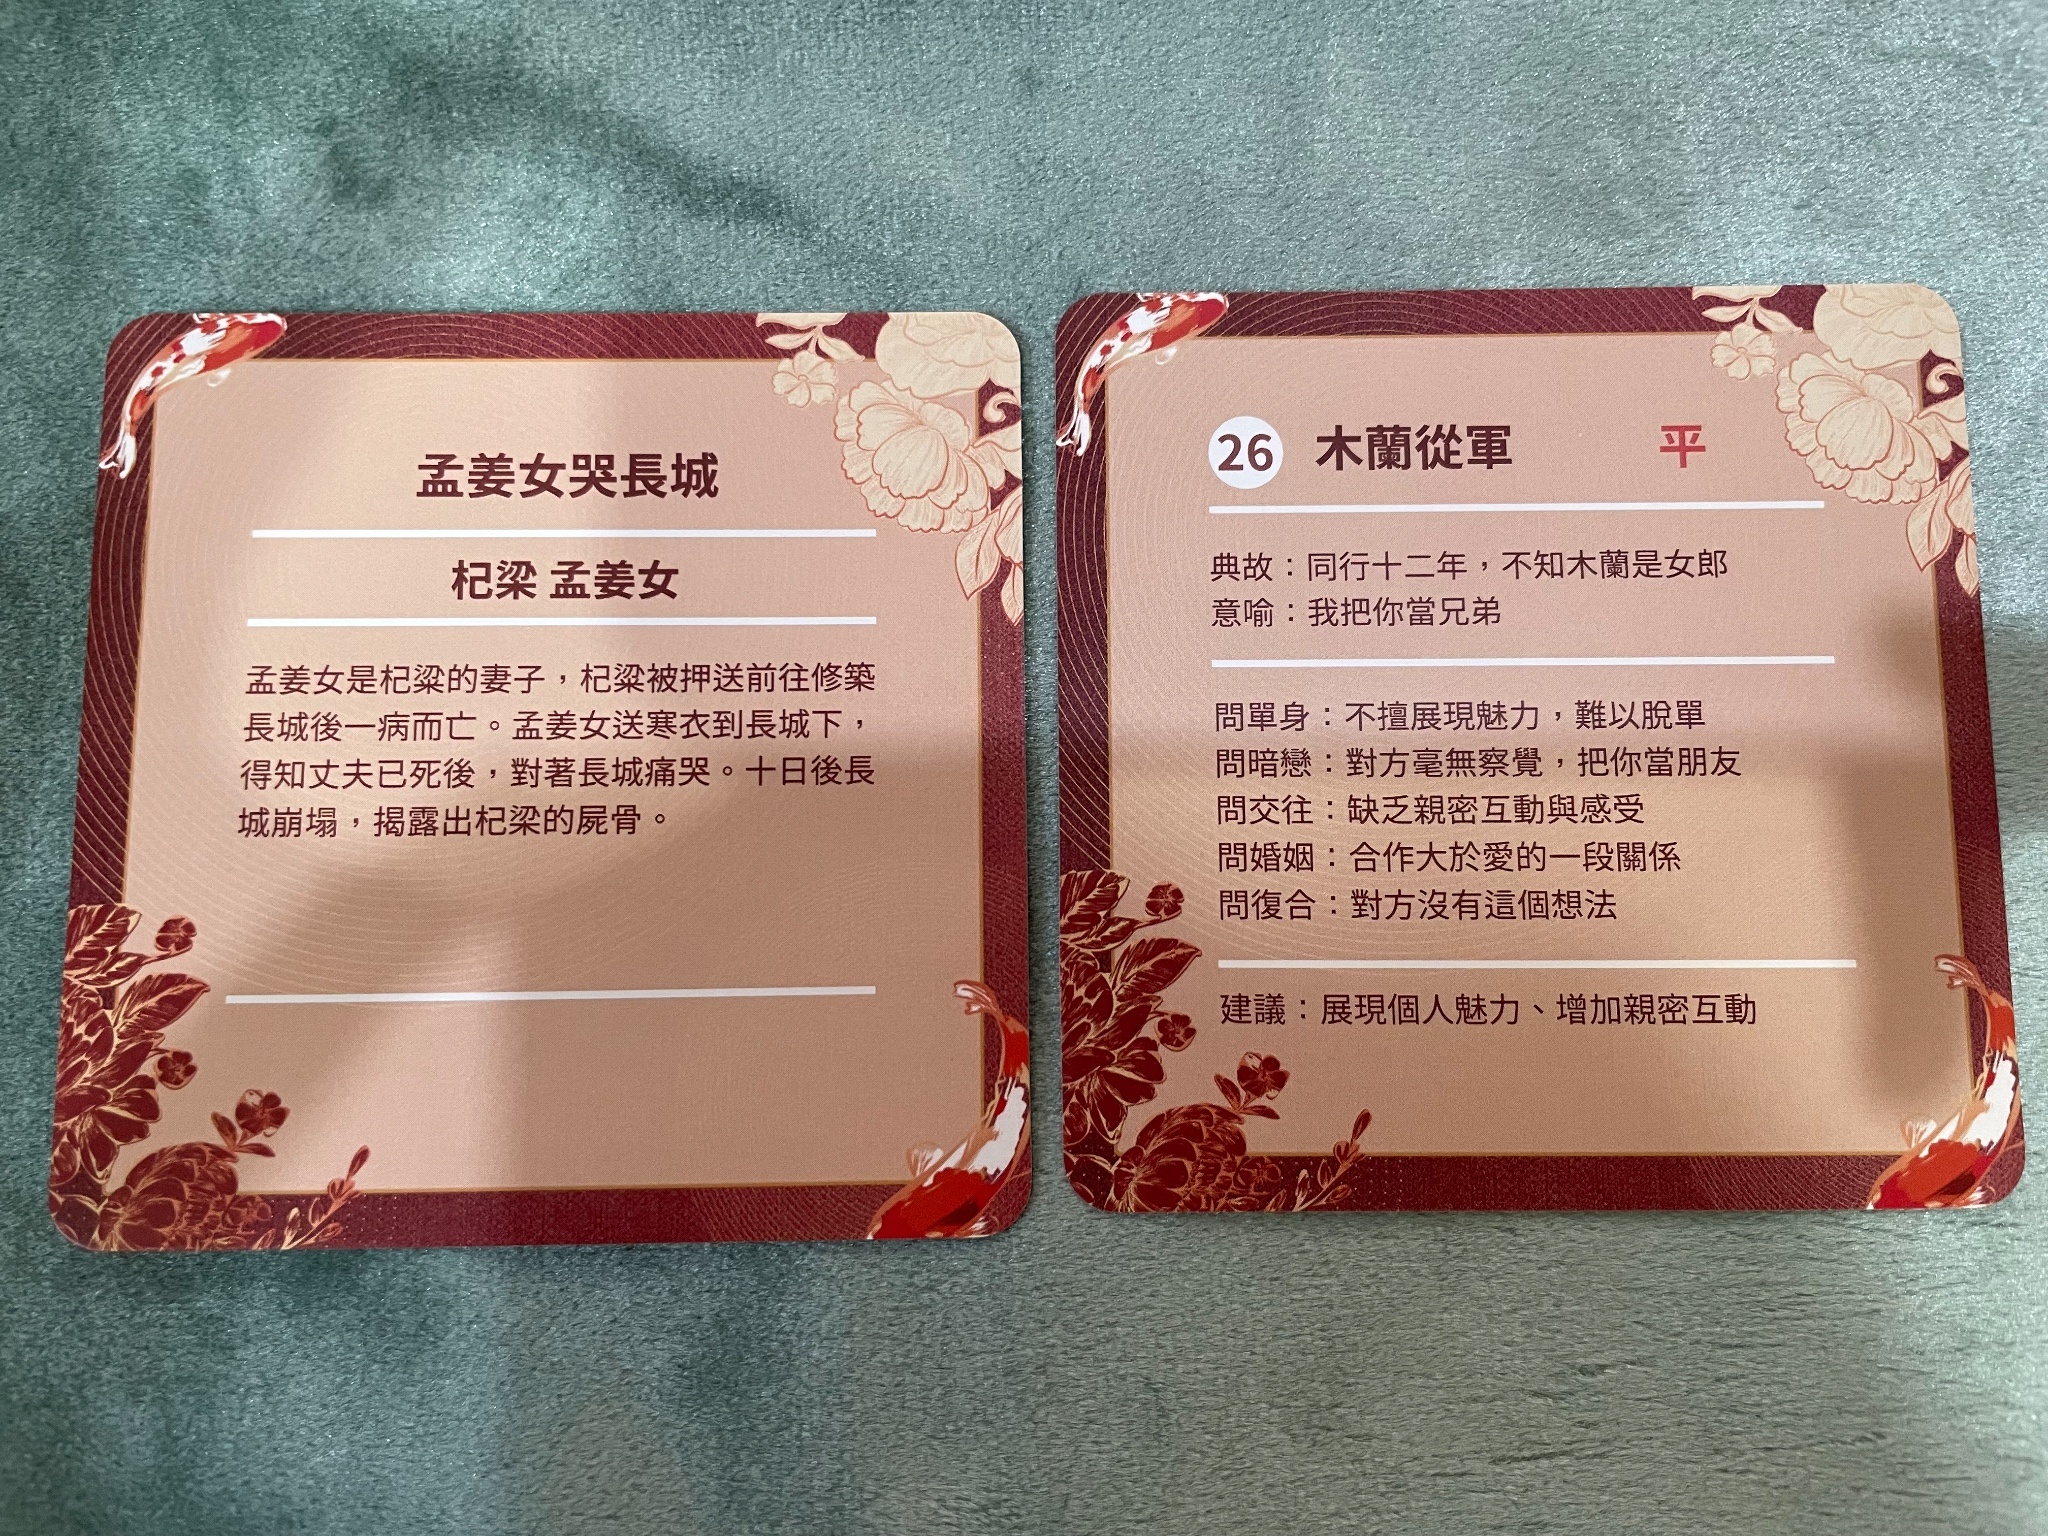 孟姜女哭長城
杞梁 孟姜女
孟姜女是杞粱的妻子，杞粱被押送前往修築
長城後一病而亡。孟姜女送寒衣到長城下，
得知丈夫已死後，對著長城痛哭。十日後長
城崩塌，揭露出杞梁的屍骨。
26 木蘭從軍 平
典故：同行十二年，不知木蘭是女郎
意喻：我把你當兄弟
問單身：不擅展現魅力，難以脫單
問暗戀：對方毫無察覺，把你當朋友
問交往：缺乏親密互動與感受
問婚姻：合作大於愛的一段關係
問復合：對方沒有這個想法
建議：展現個人魅力、增加親密互動